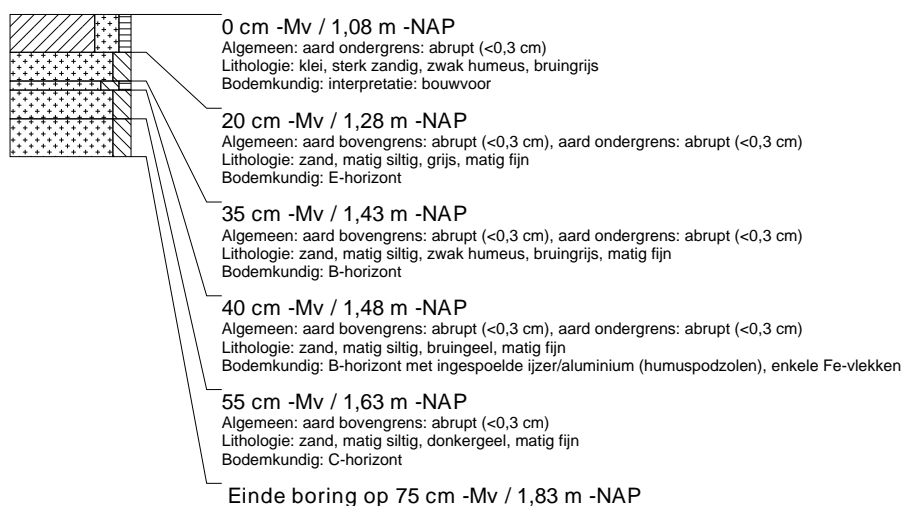 0 cm -Mv / 1,08 m -NAP
Algemeen: aard ondergrens: abrupt (<0,3 cm)
Lithologie: klei, sterk zandig, zwak humeus, bruingrijs
Bodemkundig: interpretatie: bouwvoor
20 cm -Mv / 1,28 m -NAP
Algemeen: aard bovengrens: abrupt (<0,3 cm), aard ondergrens: abrupt (<0,3 cm)
Lithologie: zand, matig siltig, grijs, matig fijn
Bodemkundig: E-horizont
35 cm -Mv / 1,43 m -NAP
Algemeen: aard bovengrens: abrupt (<0,3 cm), aard ondergrens: abrupt (<0,3 cm)
Lithologie: zand, matig siltig, zwak humeus, bruingrijs, matig fijn
Bodemkundig: B-horizont
40 cm -Mv / 1,48 m -NAP
Algemeen: aard bovengrens: abrupt (<0,3 cm), aard ondergrens: abrupt (<0,3 cm)
Lithologie: zand, matig siltig, bruingeel, matig fijn
Bodemkundig: B-horizont met ingespoelde ijzer/aluminium (humuspodzolen), enkele Fe-vlekken
55 cm -Mv / 1,63 m -NAP
Algemeen: aard bovengrens: abrupt (<0,3 cm)
Lithologie: zand, matig siltig, donkergeel, matig fijn
Bodemkundig: C-horizont
Einde boring op 75 cm -Mv / 1,83 m -NAP